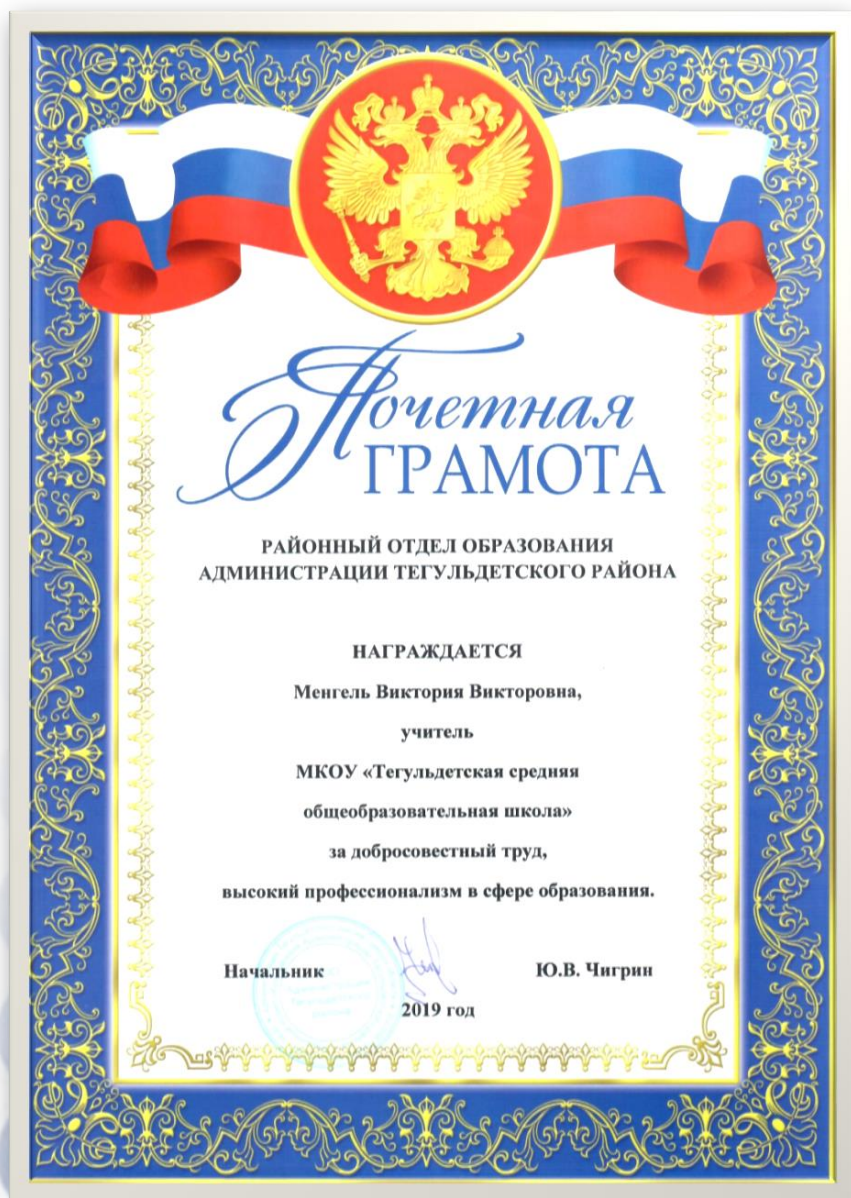 Почетная
ГРАМОТА
РАЙОННЫЙ ОТДЕЛ ОБРАЗОВАНИЯ
АДМИНИСТРАЦИИ ТЕГУЛЬДЕТСКОГО РАЙОНА
НАГРАЖДАЕТСЯ
Менгель Виктория Викторовна,
учитель
МКОУ «Тегульдетская средняя
общеобразовательная школа»
за добросовестный труд,
высокий профессионализм в сфере образования.
Начальник Ю.В. Чигрин
2019 год